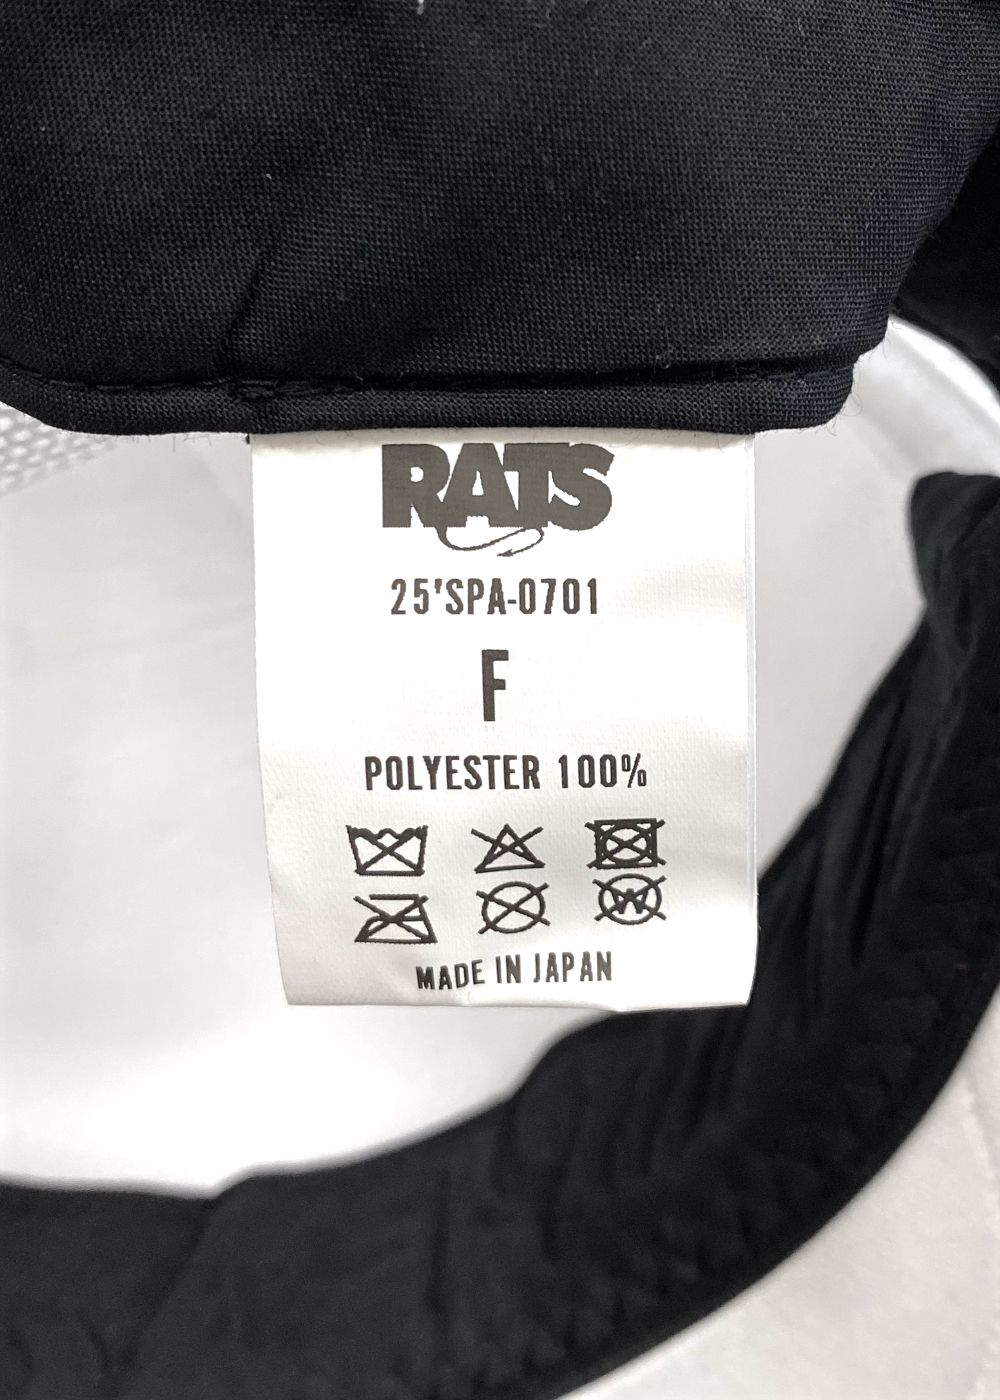 RATS
25'SPA-0701
F
POLYESTER 100%
W
MADE IN JAPAN